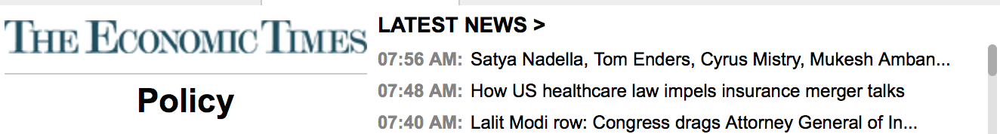 THE ECONOMIC TIMES
Policy
LATEST NEWS >
07:56 AM: Satya Nadella, Tom Enders, Cyrus Mistry, Mukesh Amban...
07:48 AM: How US healthcare law impels insurance merger talks
07:40 AM: Lalit Modi row: Congress drags Attorney General of In...